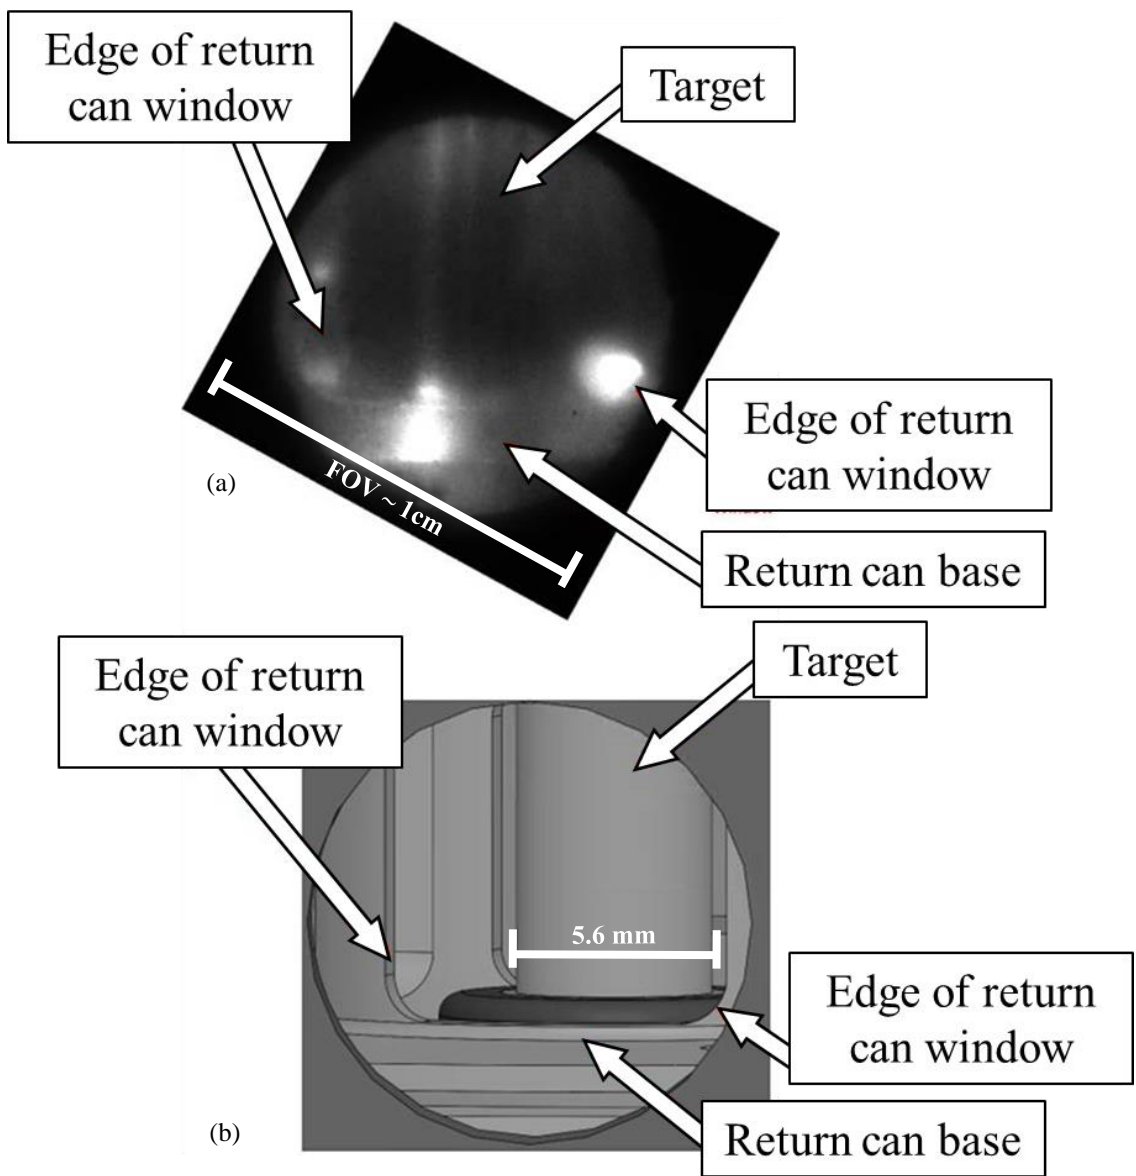 Edge of return
can window
Target
Edge of return
can window
(a)
FOV ~ 1cm
Return can base
Target
Edge of return
can window
5.6 mm
Edge of return
can window
(b)
Return can base